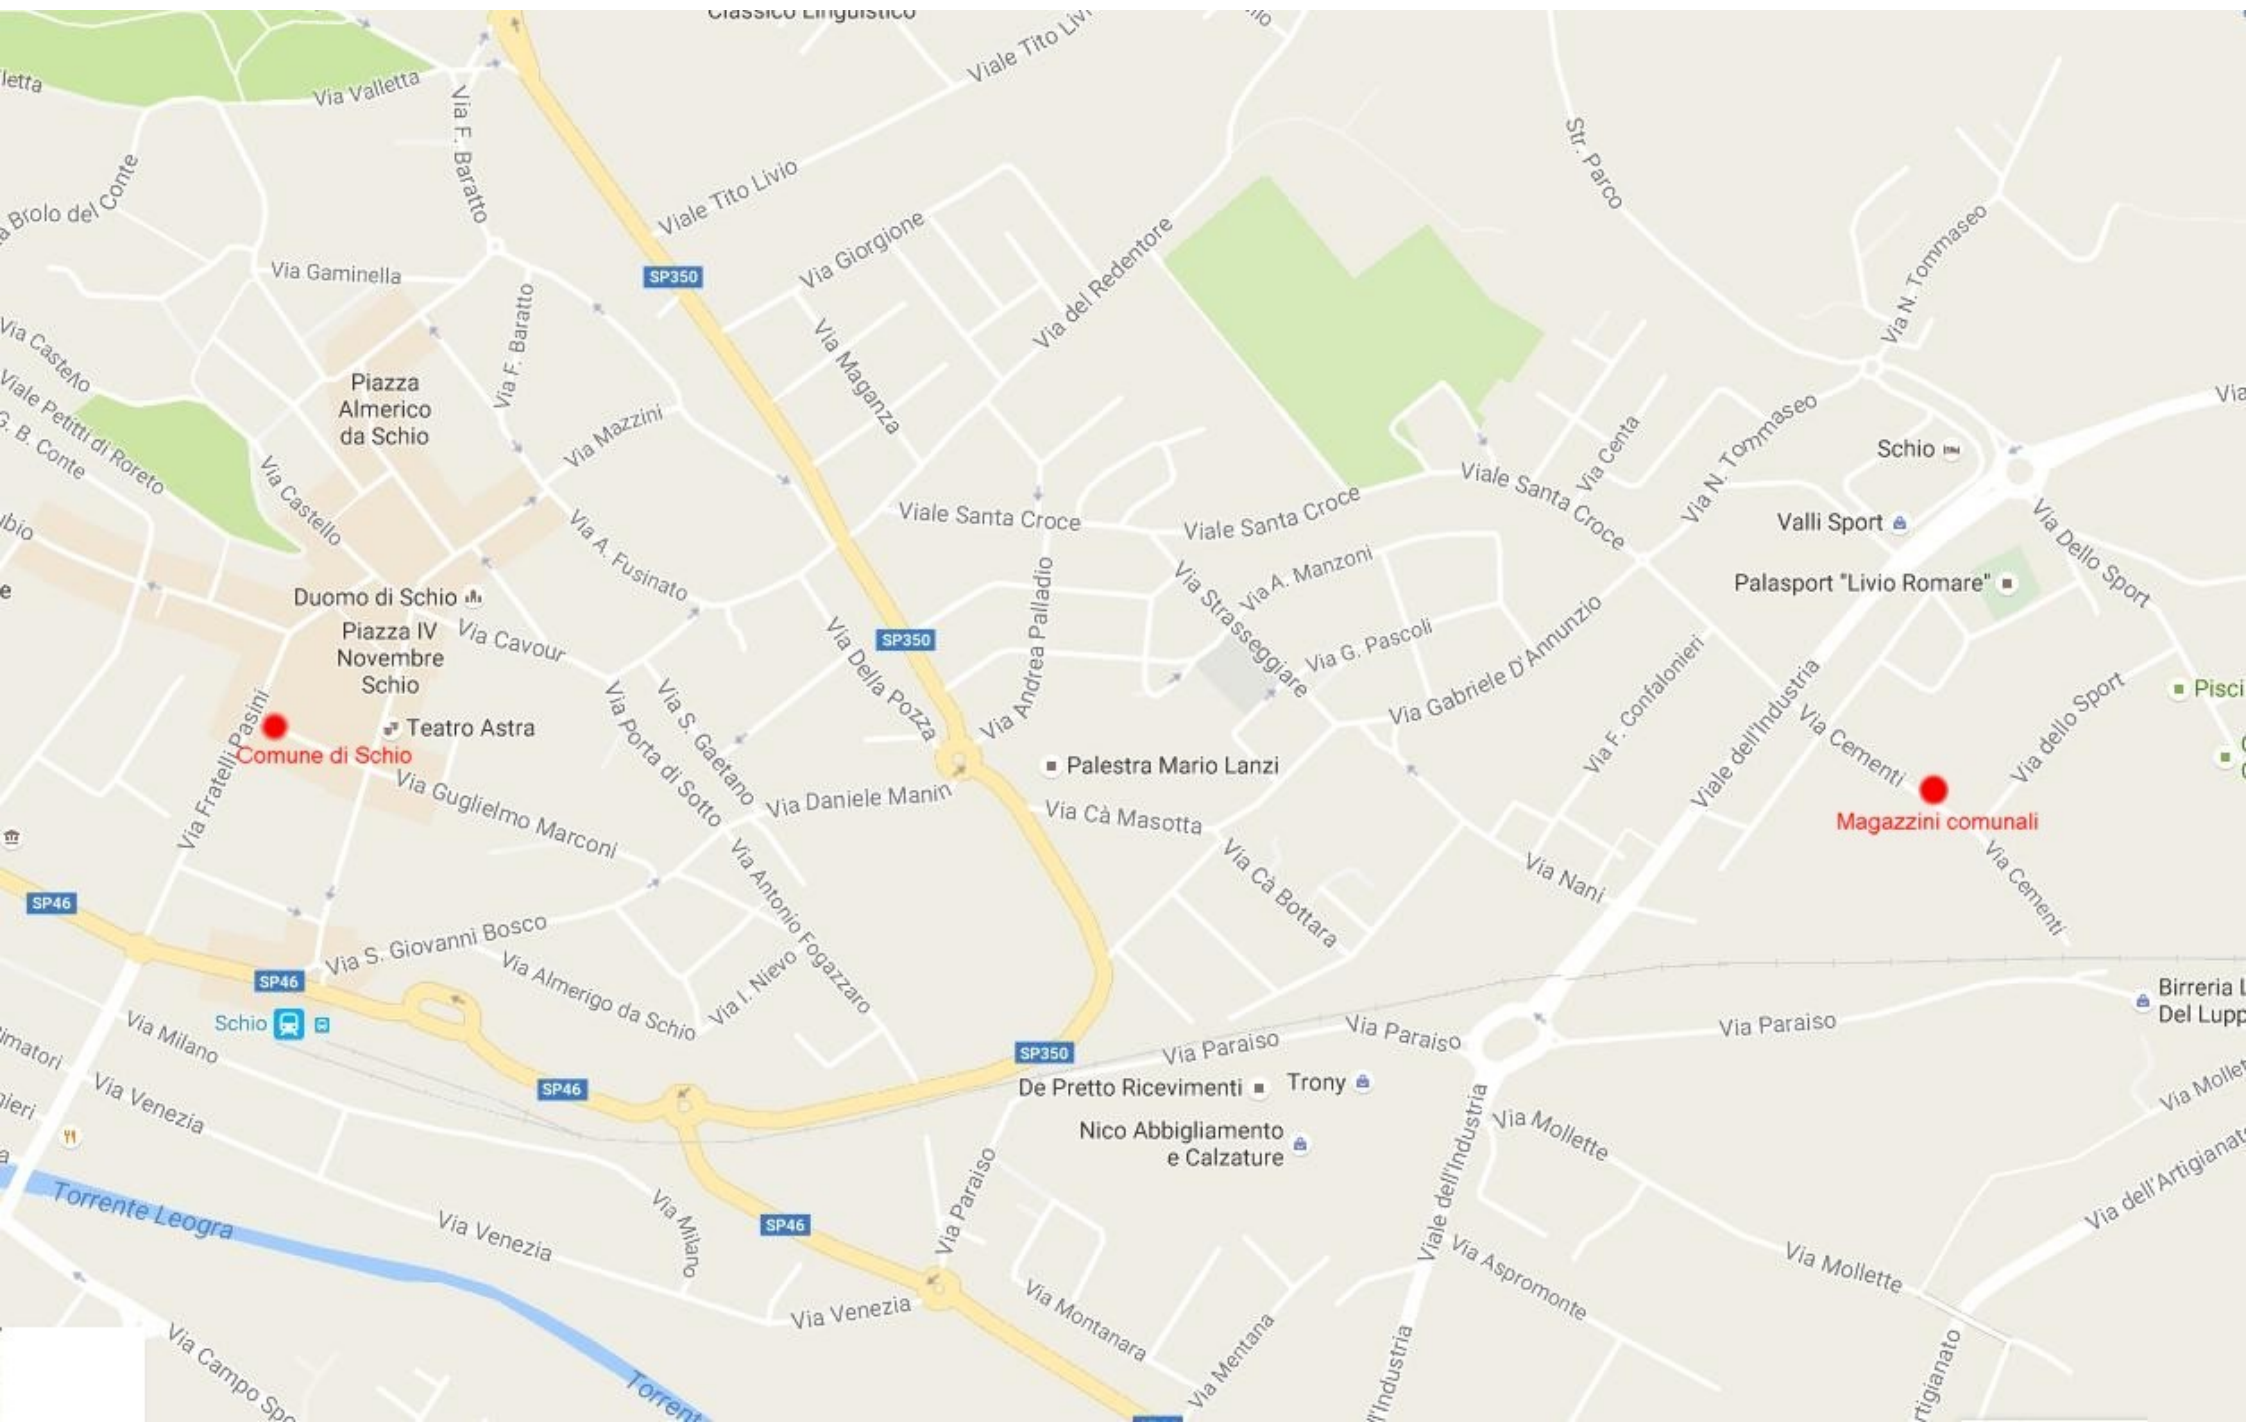 Classico Linguistico
Viale Tito Livio
Via Valletta
Via F. Baratto
Brolo del Conte
Str. Parco
Viale Tito Livio
Via Giorgione
Via del Redentore
Via N. Tommaseo
Via Gaminella
SP350
Via F. Baratto
Via Maganza
Via Castello
Viale Petitti di Roreto
G. B. Conte
Piazza
Almerico
da Schio
Via Mazzini
Via
Via Centa
Via N. Tommaseo
Schio
Via Castello
Viale Santa Croce
Viale Santa Croce
Viale Santa Croce
Valli Sport
Via Dello Sport
Via A. Fusinato
Via A. Manzoni
Palasport "Livio Romare"
Duomo di Schio
Piazza IV
Novembre
Schio
Via Cavour
Via Della Pozza
SP350
Via Andrea Palladio
Via Strasseggiare
Via G. Pascoli
Via Gabriele D'Annunzio
Via F. Confalonieri
Viale dell'Industria
Via Cementi
Via dello Sport
Pisci
Via Fratelli Pasini
Teatro Astra
Comune di Schio
Via Porta di Sotto
Via S. Gaetano
Via Guglielmo Marconi
Via Daniele Manin
Palestra Mario Lanzi
Via Cà Masotta
Magazzini comunali
Via Cementi
Via Antonio Fogazzaro
Via Cà Bottara
Via Nani
SP46
Via S. Giovanni Bosco
SP46
Via Almerigo da Schio
Via I. Nievo
Schio
Via Milano
SP350
Via Paraiso
Via Paraiso
Via Paraiso
Birreria L
Del Lupp
Via Venezia
SP46
De Pretto Ricevimenti
Trony
Nico Abbigliamento
e Calzature
Via Mollette
Via Mollet
Torrente Leogra
Via Venezia
Via Milano
SP46
Via Paraiso
Viale dell'Industria
Via Aspromonte
Via Mollette
Via dell'Artigianat
Via Venezia
Via Montanara
Via Mentana
l'Industria
rtigianato
Via Campo Spo
Torrent